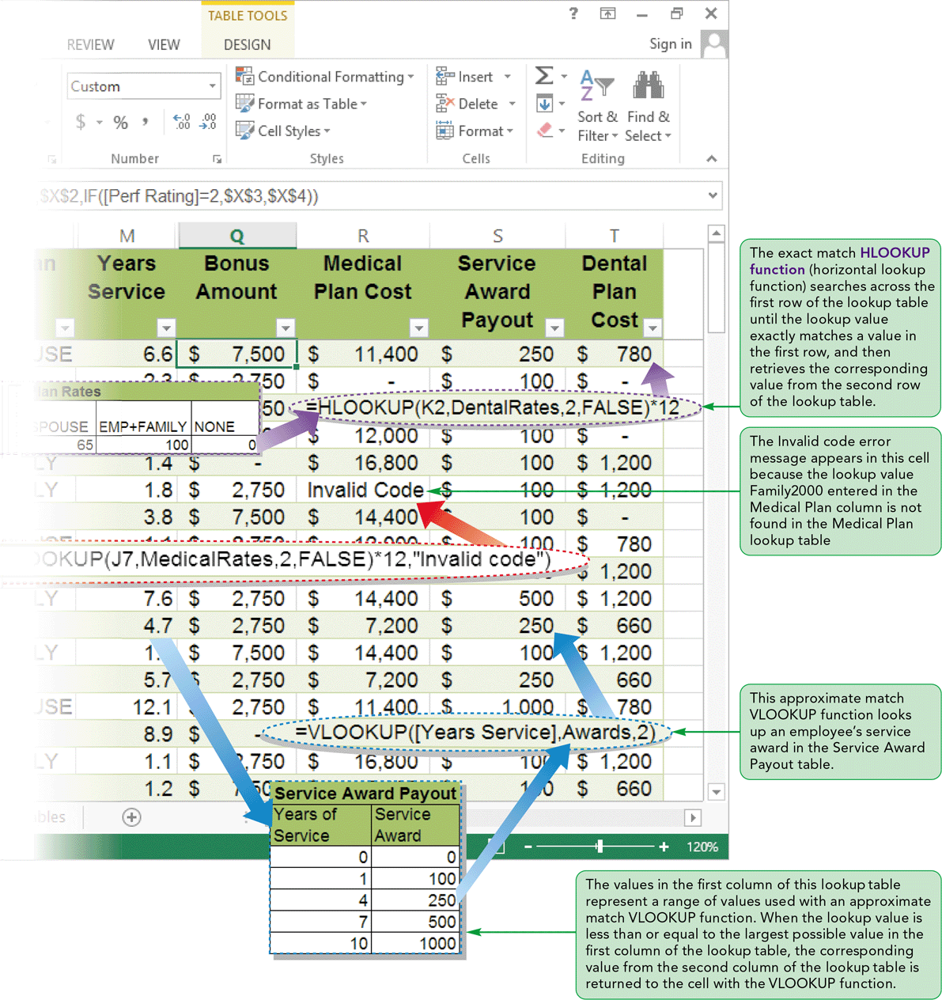 TABLE TOOLS
?
REVIEW VIEW DESIGN Sign in
Custom
$ % ,
Conditional Formatting
Format as Table
Cell Styles
Insert
Delete
Format
Σ
A
Z
Sort & Find &
Filter Select
Number Styles Cells Editing
$X$2,IF([Perf Rating]=2,$X$3,$X$4))
M Q R S T
Years Bonus Medical Service Dental
Service Amount Plan Cost Award Plan
Payout Cost
USE 6.6 $ 7,500 $ 11,400 $ 250 $ 780
$ - $ 100 $ -
Plan Rates
SPOUSE EMP+FAMILY NONE
65 100 0
=HLOOKUP(K2,DentalRates,2,FALSE)*12
$ 12,000 $ 100 $ -
LY 1.4 $ - $ 16,800 $ 100 $ 1,200
LY 1.8 $ 2,750 Invalid Code $ 100 $ 1,200
3.8 $ 7,500 $ 14,400 $ 100 $ -
100 $ 780
OOKUP(J7,MedicalRates,2,FALSE)*12,"Invalid code")
$ 1,200
LY 7.6 $ 2,750 $ 14,400 $ 500 $ 1,200
4.7 $ 2,750 $ 7,200 $ 250 $ 660
LY 1. $ 7,500 $ 14,400 $ 100 $ 1,200
5.7 $ 2,750 $ 7,200 $ 250 660
USE 12.1 $ 2,750 $ 11,400 $ 1,000 $ 780
8.9 $ -
=VLOOKUP([Years Service],Awards,2)
LY 1.1 $ 2,750 $ 16,800 $ 100 $ 1,200
1.2 $ 100 $ 660
Service Award Payout
Years of Service Service Award
0 0
1 100
4 250
7 500
10 1000
bles
120%
The exact match HLOOKUP
function (horizontal lookup
function) searches across the
first row of the lookup table
until the lookup value
exactly matches a value in
the first row, and then
retrieves the corresponding
value from the second row
of the lookup table.
The Invalid code error
message appears in this cell
because the lookup value
Family2000 entered in the
Medical Plan column is not
found in the Medical Plan
lookup table
This approximate match
VLOOKUP function looks
up an employee's service
award in the Service Award
Payout table.
The values in the first column of this lookup table
represent a range of values used with an approximate
match VLOOKUP function. When the lookup value is
less than or equal to the largest possible value in the
first column of the lookup table, the corresponding
value from the second column of the lookup table is
returned to the cell with the VLOOKUP function.